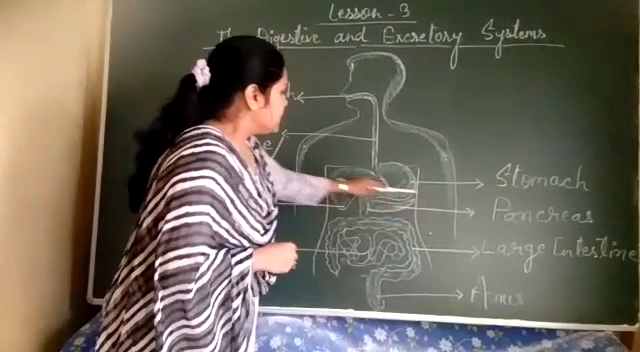 Lesson - 3
The Digestive and Excretory Systems
Stomach
Pancreas
Large Intestine
Anus